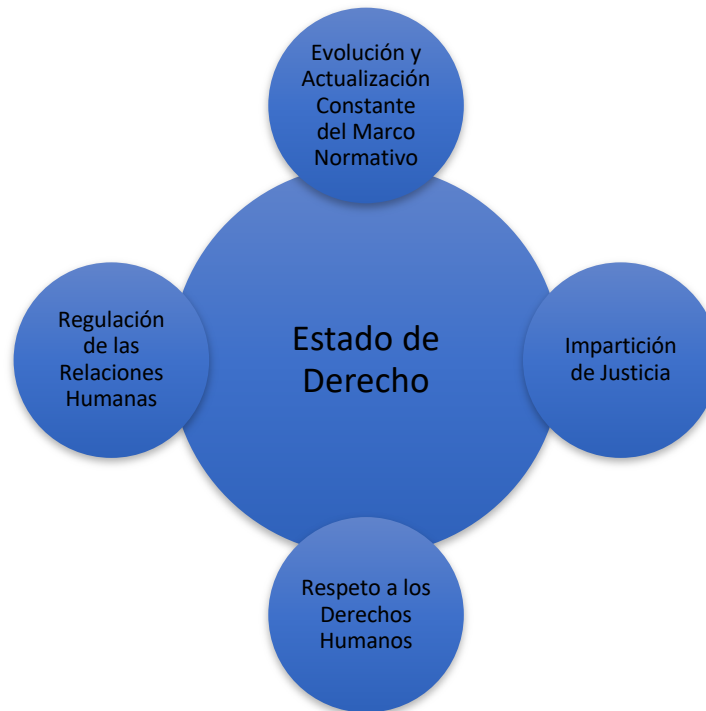 Evolución y
Actualización
Constante
del Marco
Normativo
Regulación
de las
Relaciones
Humanas
Estado de
Derecho
Impartición
de Justicia
Respeto a los
Derechos
Humanos